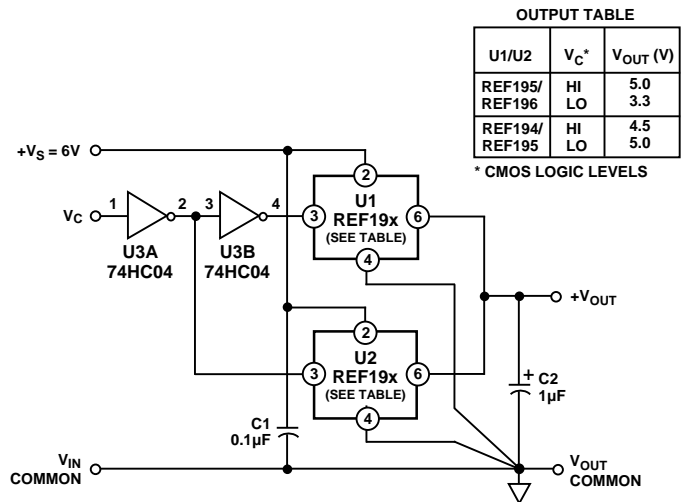 OUTPUT TABLE
U1/U2 V_C* V_OUT (V)
REF195/ HI 5.0
REF196 LO 3.3
REF194/ HI 4.5
REF195 LO 5.0
* CMOS LOGIC LEVELS
+V_S = 6V
2
U1
V_C 1 2 3 4 3 REF19x 6
(SEE TABLE)
U3A U3B
74HC04 74HC04
4
+V_OUT
2
U2
3 REF19x 6
(SEE TABLE)
+ C2
1µF
C1
0.1µF
4
V_IN
COMMON
V_OUT
COMMON